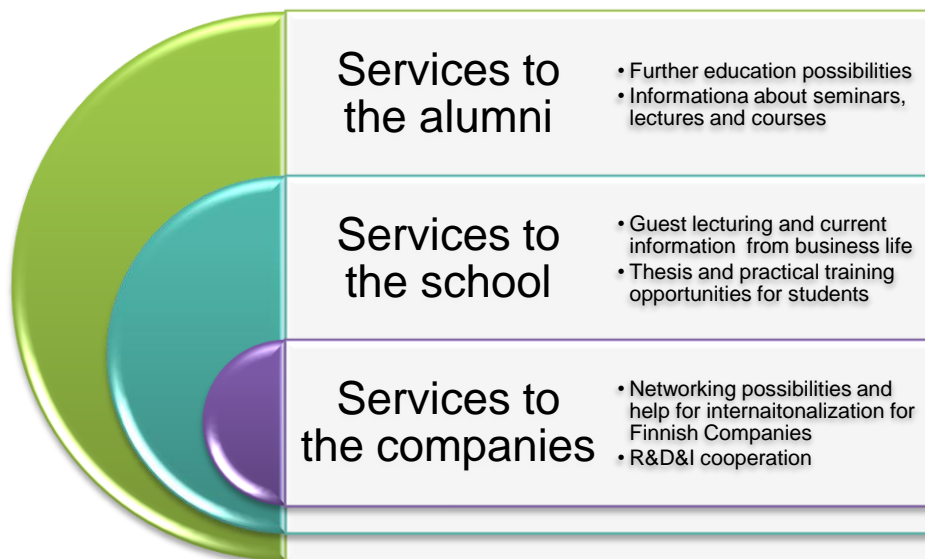 Services to
the alumni
• Further education possibilities
• Informationa about seminars,
lectures and courses
Services to
the school
• Guest lecturing and current
information from business life
• Thesis and practical training
opportunities for students
Services to
the companies
• Networking possibilities and
help for internaitonalization for
Finnish Companies
• R&D&I cooperation